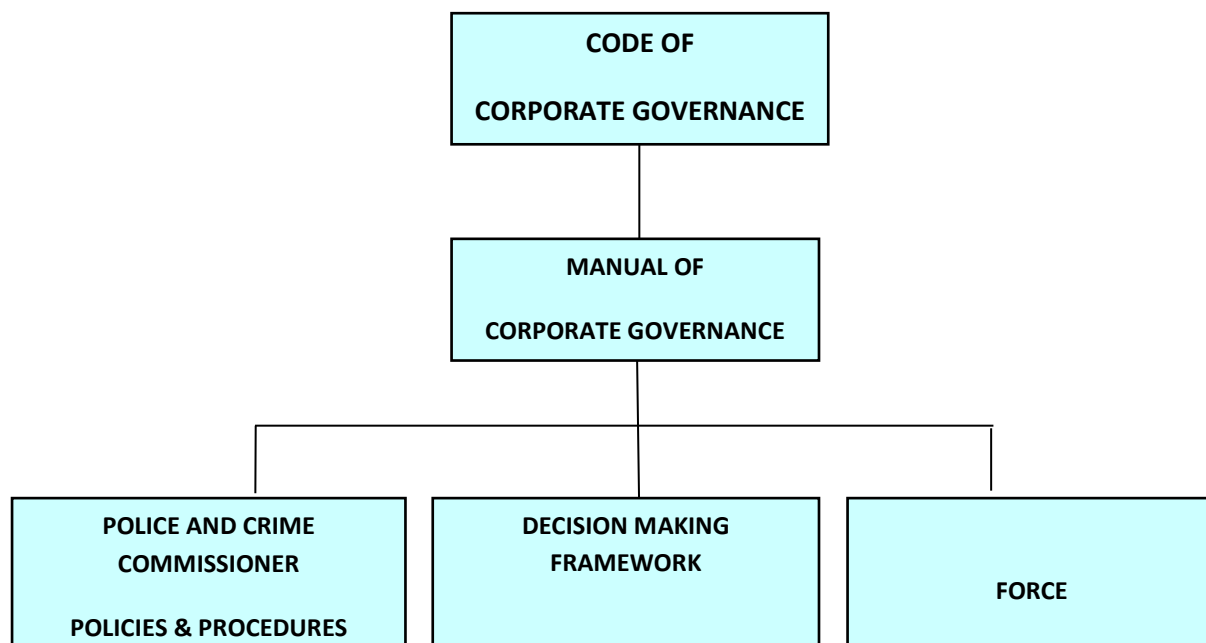 CODE OF
CORPORATE GOVERNANCE
MANUAL OF
CORPORATE GOVERNANCE
POLICE AND CRIME
COMMISSIONER
POLICIES & PROCEDURES
DECISION MAKING
FRAMEWORK
FORCE